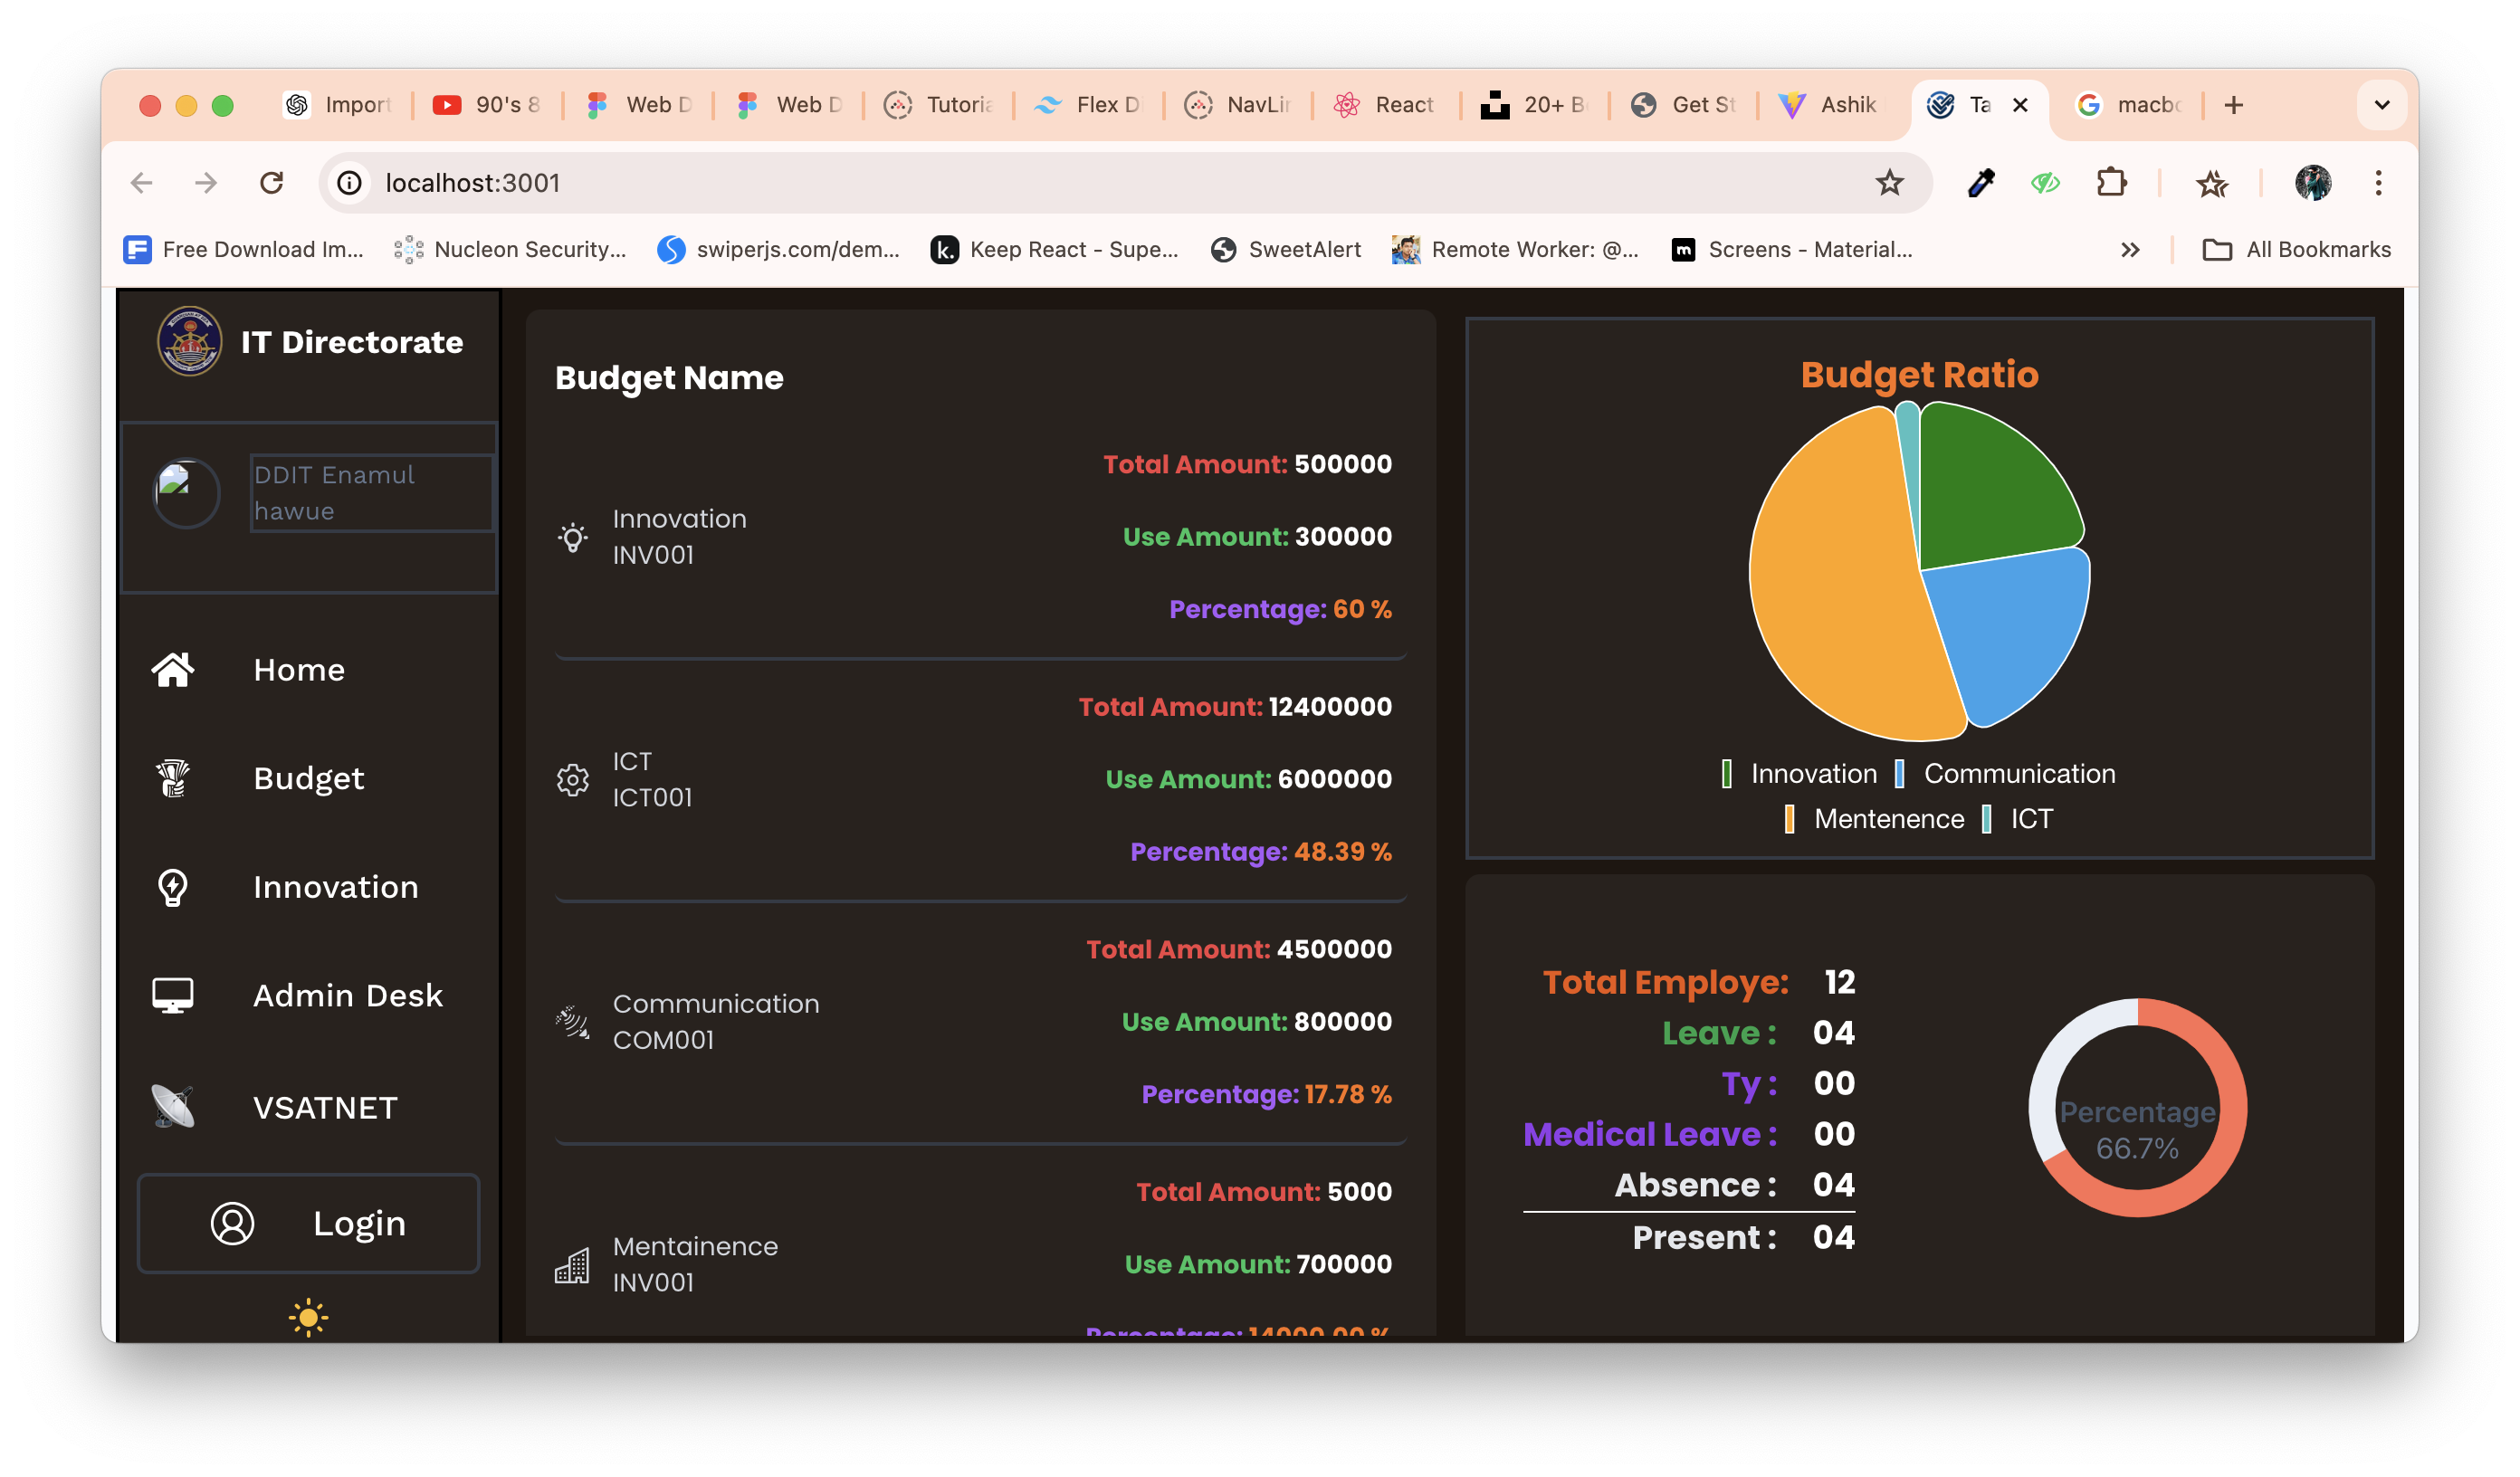 Import
90's 8
Web D
Web D
Tutoria
Flex D
NavLin
React
20+ B
Get St
Ashik
Ta
macbo
localhost:3001
Free Download Im...
Nucleon Security...
swiperjs.com/dem...
Keep React - Supe...
SweetAlert
Remote Worker: @...
Screens - Material...
All Bookmarks
IT Directorate
DDIT Enamul
hawue
Home
Budget
Innovation
Admin Desk
VSATNET
Login
Budget Name
Innovation
INV001
Total Amount: 500000
Use Amount: 300000
Percentage: 60 %
ICT
ICT001
Total Amount: 12400000
Use Amount: 6000000
Percentage: 48.39 %
Communication
COM001
Total Amount: 4500000
Use Amount: 800000
Percentage: 17.78 %
Mentainence
INV001
Total Amount: 5000
Use Amount: 700000
Percentage: 14000.00 %
Budget Ratio
Innovation Communication
Mentenence ICT
Total Employe: 12
Leave : 04
Ty : 00
Medical Leave : 00
Absence : 04
Present : 04
Percentage
66.7%